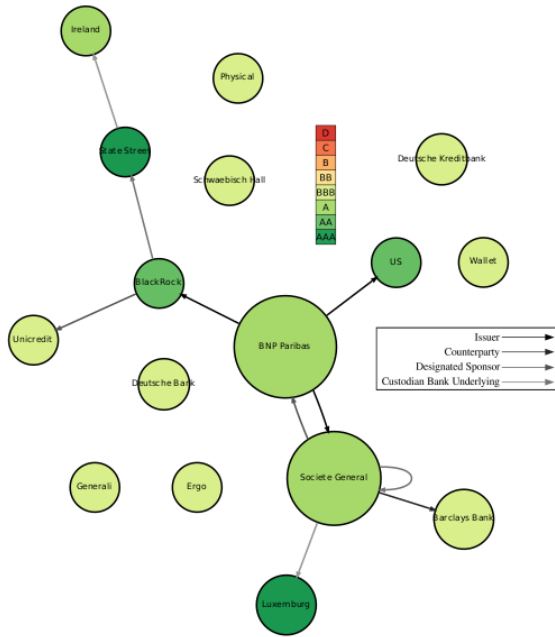 Ireland
Physical
D
C
B
BB
BBB
A
AA
AAA
State Street
Deutsche Kreditbank
Schwaebisch Hall
US
Wallet
BlackRock
Unicredit
BNP Paribas
Issuer
Counterparty
Designated Sponsor
Custodian Bank Underlying
Deutsche Bank
Generali
Ergo
Societe General
Barclays Bank
Luxemburg